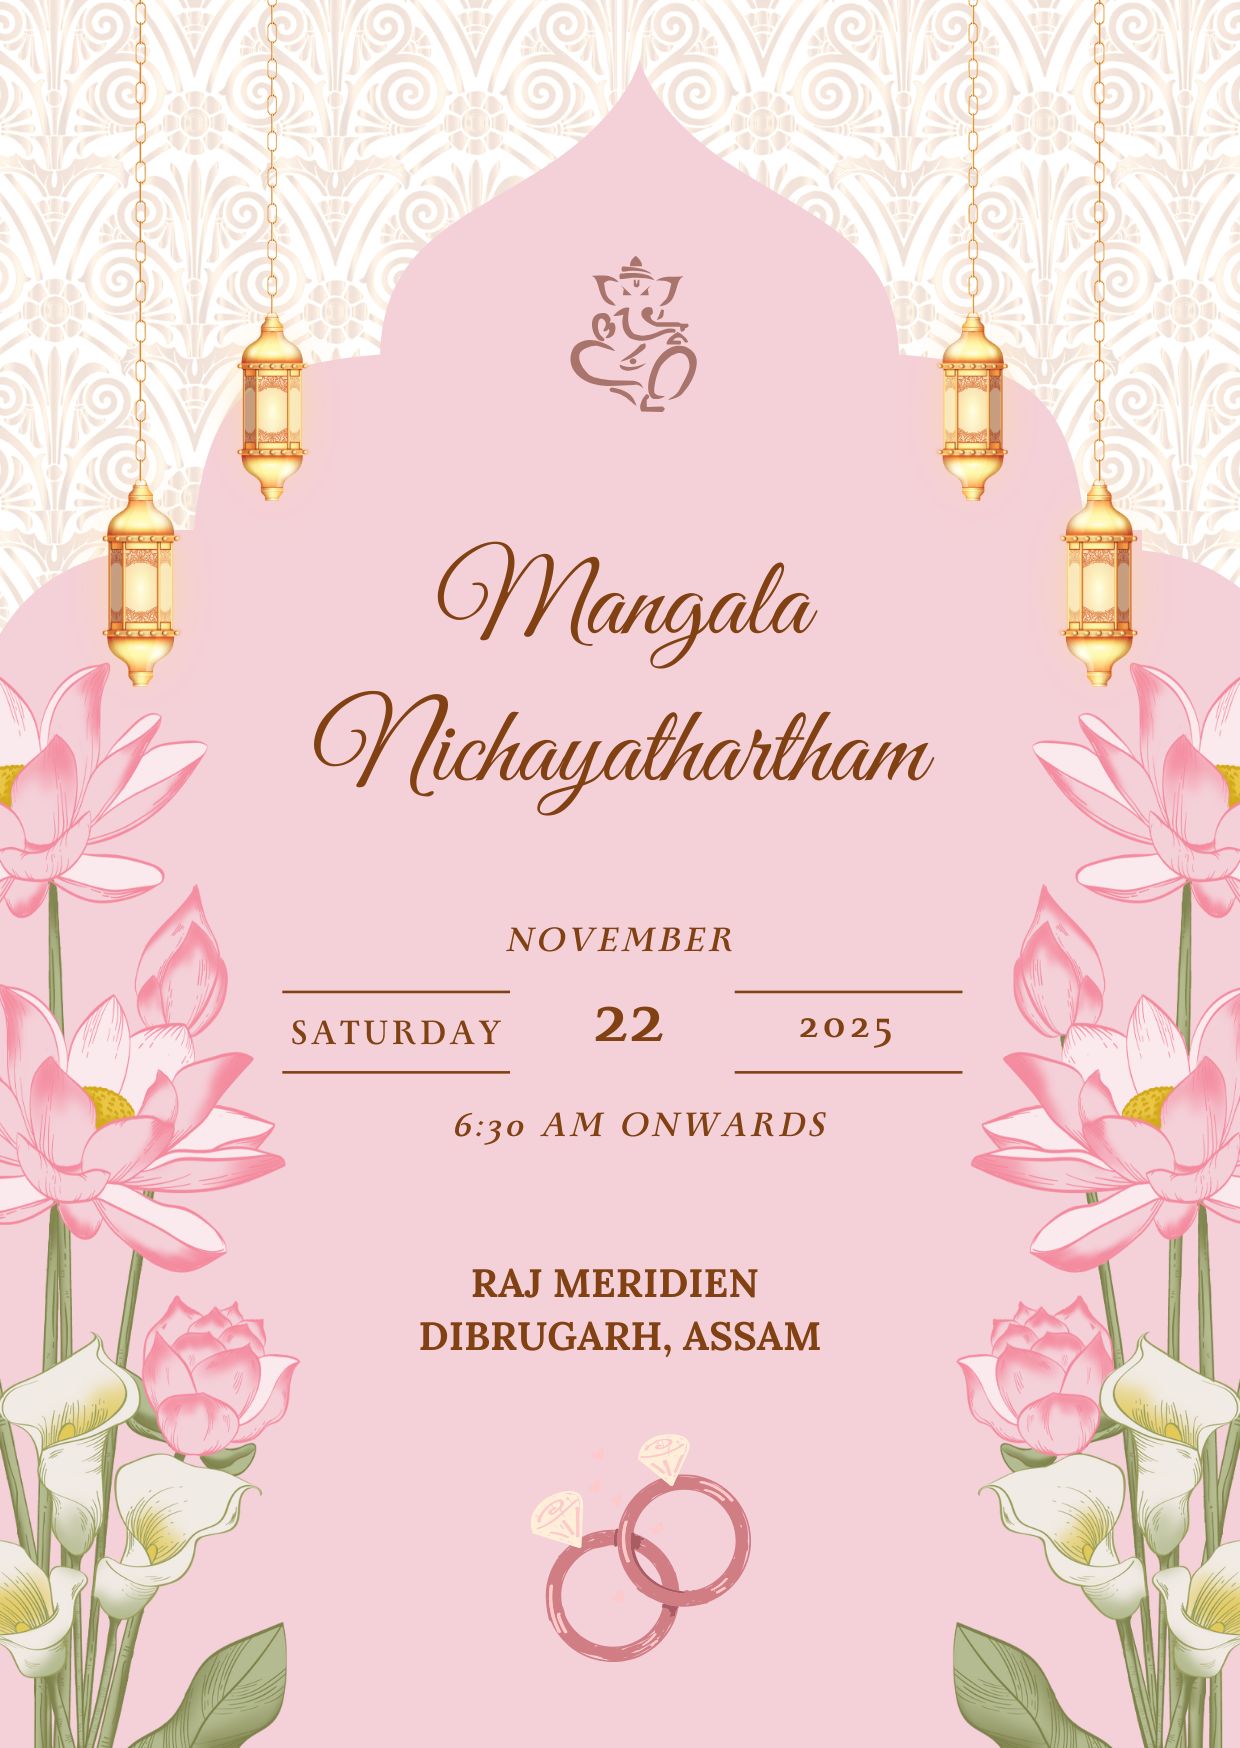 Mangala
Nichayathartham
NOVEMBER
SATURDAY 22 2025
6:30 AM ONWARDS
RAJ MERIDIEN
DIBRUGARH, ASSAM